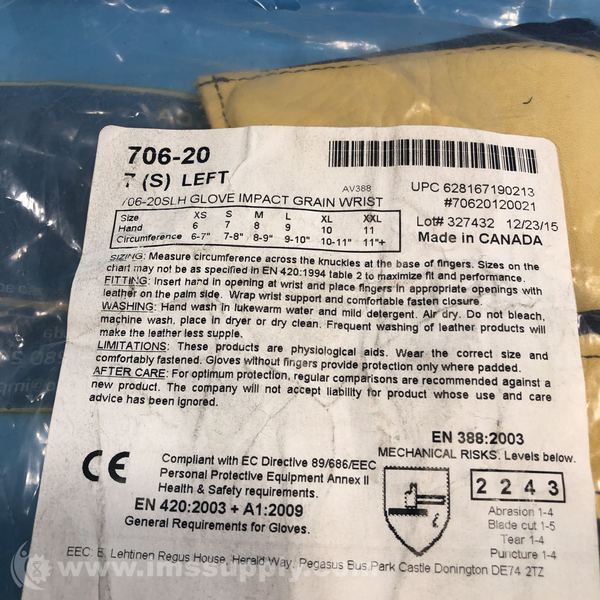 706-20
7 (S) LEFT
AV388
UPC 628167190213
706-20SLH GLOVE IMPACT GRAIN WRIST
#70620120021
Size XS S M L XL XXL
Hand 6 7 8 9 10 11
Circumference 6-7" 7-8" 8-9" 9-10" 10-11" 11"+
Lot# 327432 12/23/15
Made in CANADA
SIZING: Measure circumference across the knuckles at the base of fingers. Sizes on the
chart may not be as specified in EN 420:1994 table 2 to maximize fit and performance.
FITTING: Insert hand in opening at wrist and place fingers in appropriate openings with
leather on the palm side. Wrap wrist support and comfortable fasten closure.
WASHING: Hand wash in lukewarm water and mild detergent. Air dry. Do not bleach,
machine wash, place in dryer or dry clean. Frequent washing of leather products will
make the leather less supple.
LIMITATIONS: These products are physiological aids. Wear the correct size and
comfortably fastened. Gloves without fingers provide protection only where padded.
AFTER CARE: For optimum protection, regular comparisons are recommended against a
new product. The company will not accept liability for product whose use and care
advice has been ignored.
CE
Compliant with EC Directive 89/686/EEC
Personal Protective Equipment Annex II
Health & Safety requirements.
EN 420:2003 + A1:2009
General Requirements for Gloves.
EN 388:2003
MECHANICAL RISKS. Levels below.
2 2 4 3
Abrasion 1-4
Blade cut 1-5
Tear 1-4
Puncture 1-4
EEC: E. Lehtinen Regus House, Herald Way, Pegasus Bus.Park Castle Donington DE74 2TZ
© www.imssupply.com